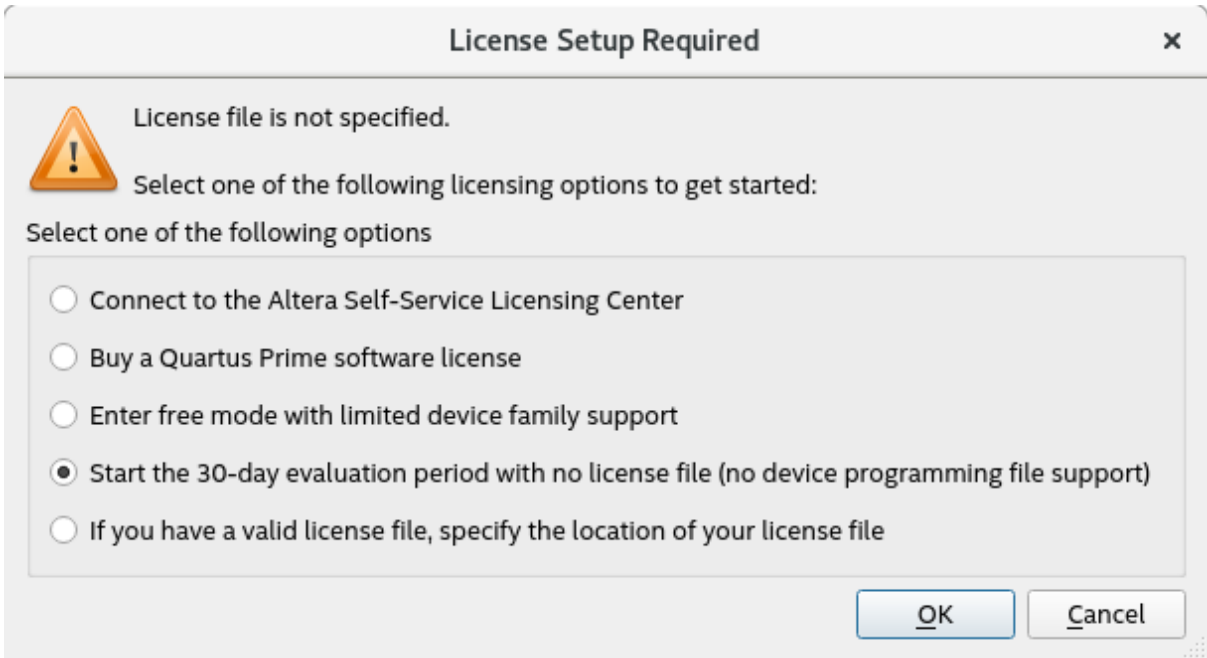 License Setup Required
License file is not specified.
Select one of the following licensing options to get started:
Select one of the following options
Connect to the Altera Self-Service Licensing Center
Buy a Quartus Prime software license
Enter free mode with limited device family support
Start the 30-day evaluation period with no license file (no device programming file support)
If you have a valid license file, specify the location of your license file
OK Cancel